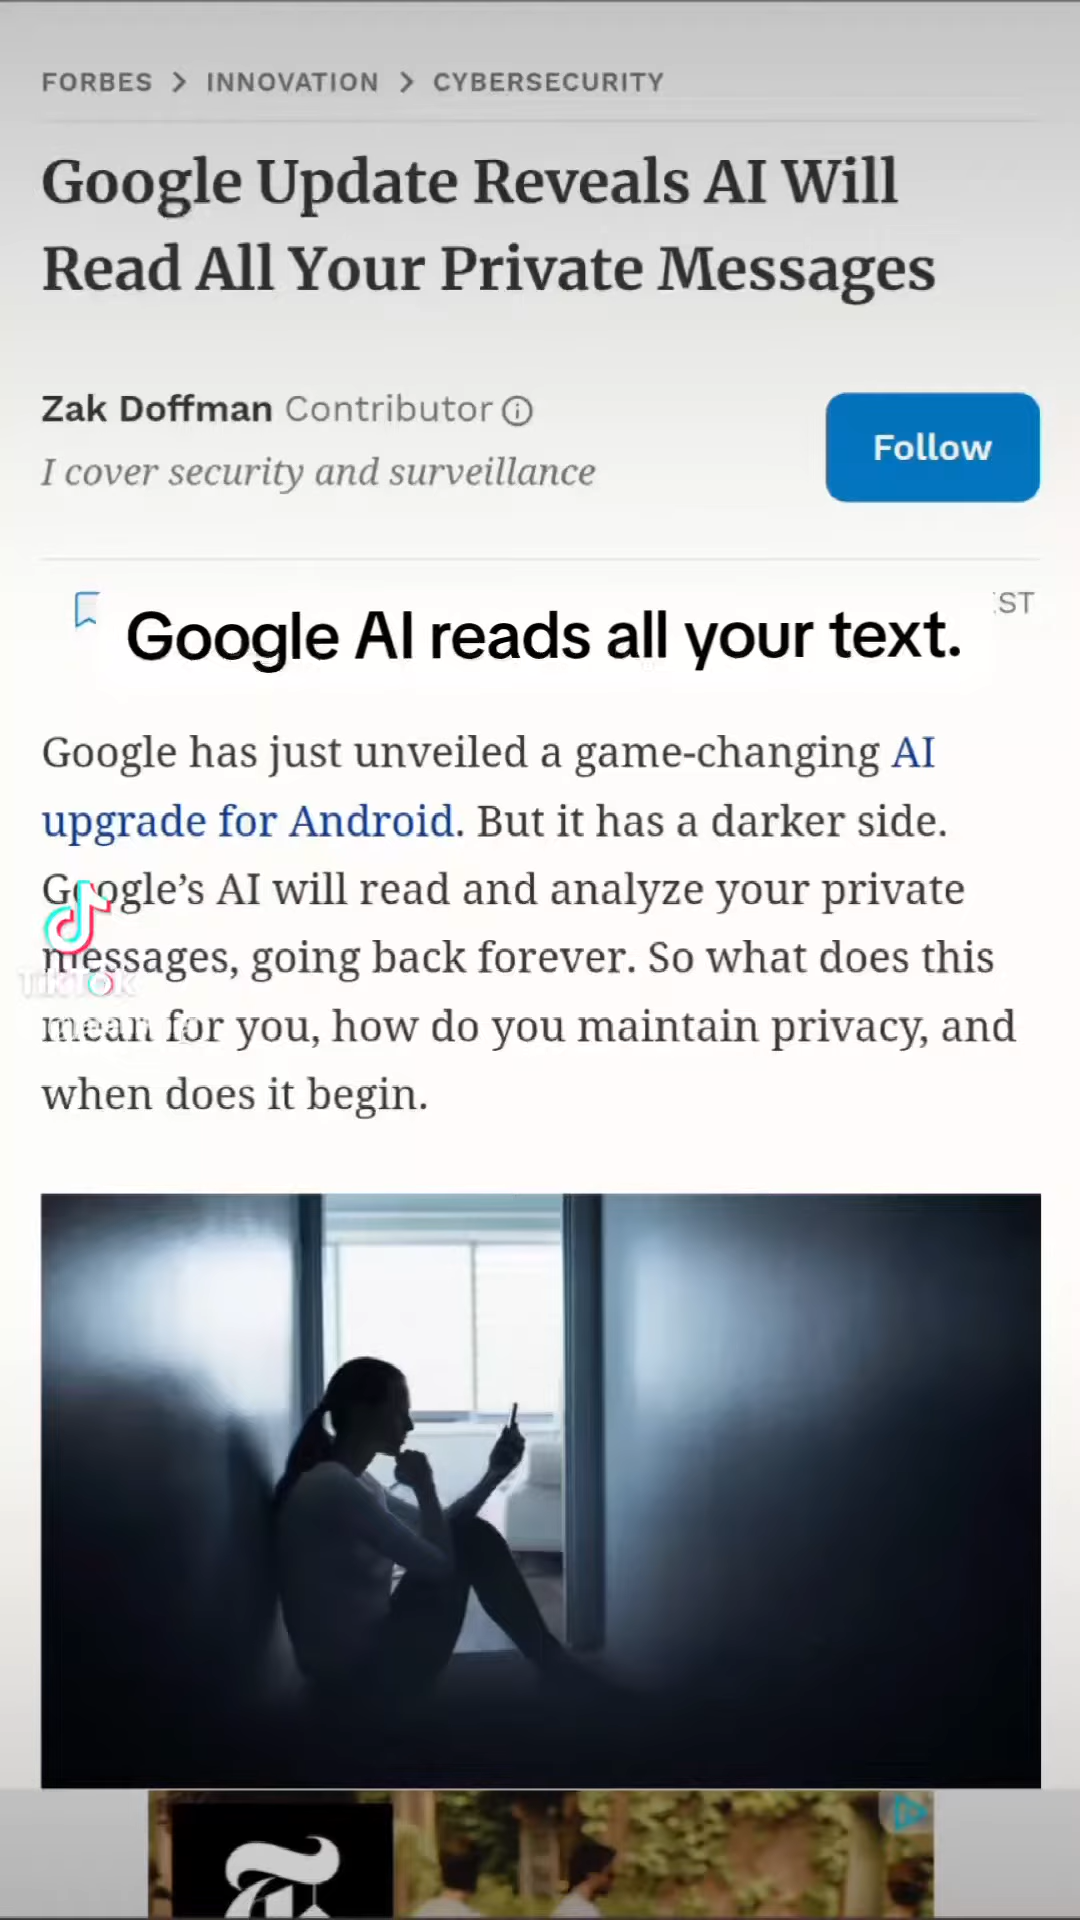 FORBES > INNOVATION > CYBERSECURITY
Google Update Reveals AI Will
Read All Your Private Messages
Zak Doffman Contributor
I cover security and surveillance
Follow
EST
Google AI reads all your text.
Google has just unveiled a game-changing AI
upgrade for Android. But it has a darker side.
Google’s AI will read and analyze your private
messages, going back forever. So what does this
mean for you, how do you maintain privacy, and
when does it begin.
TikTok